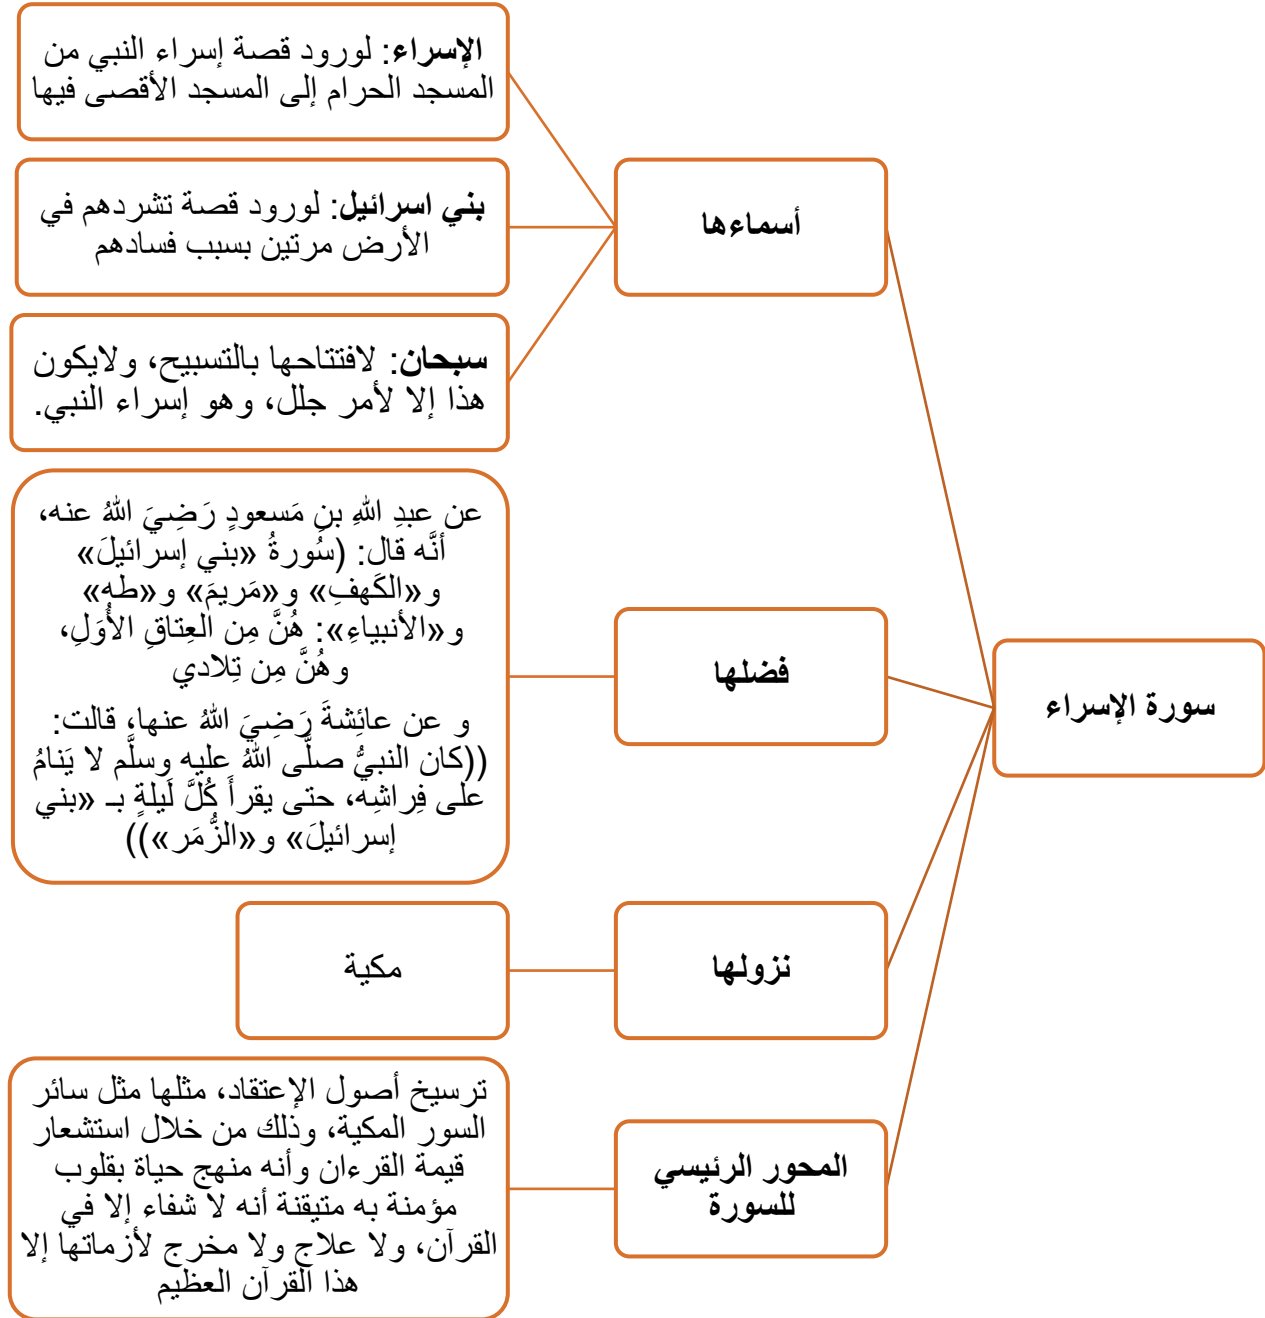 سورة الإسراء
أسماءها
الإسراء: لورود قصة إسراء النبي من
المسجد الحرام إلى المسجد الأقصى فيها
بني اسرائيل: لورود قصة تشردهم في
الأرض مرتين بسبب فسادهم
سبحان: لافتتاحها بالتسبيح، ولايكون
هذا إلا لأمر جلل، وهو إسراء النبي.
فضلها
عن عبدِ اللهِ بنِ مَسعودٍ رَضِيَ اللهُ عنه،
أنَّه قال: (سُورةُ «بني إسرائيلَ»
و«الكَهفِ» و«مَريمَ» و«طه»
و«الأنبياءِ»: هُنَّ مِن العِتاقِ الأُوَلِ،
وهُنَّ مِن تِلادي
و عن عائِشةَ رَضِيَ اللهُ عنها، قالت:
((كان النبيُّ صلَّى اللهُ عليه وسلَّم لا يَنامُ
على فِراشِه، حتى يقرأَ كُلَّ لَيلةٍ بـ «بني
إسرائيلَ» و«الزُّمَر»))
نزولها
مكية
المحور الرئيسي
للسورة
ترسيخ أصول الإعتقاد، مثلها مثل سائر
السور المكية، وذلك من خلال استشعار
قيمة القرءان وأنه منهج حياة بقلوب
مؤمنة به متيقنة أنه لا شفاء إلا في
القرآن، ولا علاج ولا مخرج لأزماتها إلا
هذا القرآن العظيم